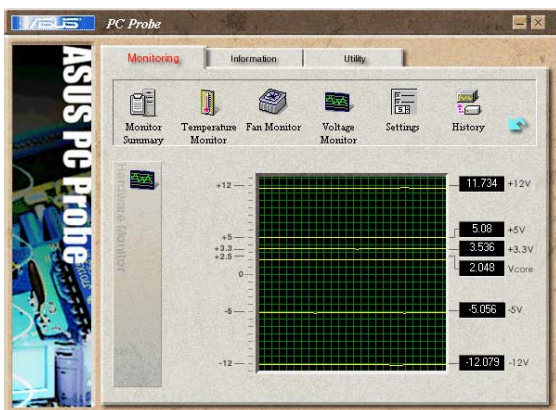 ASUS PC Probe
ASUS PC Probe
Monitoring Information Utility
Monitor Summary
Temperature Monitor
Fan Monitor
Voltage Monitor
Settings
History
Hardware Monitor
+12
+5
+3.3
+2.5
0
-5
-12
11.734 +12V
5.08 +5V
3.536 +3.3V
2.048 Vcore
-5.056 -5V
-12.079 -12V